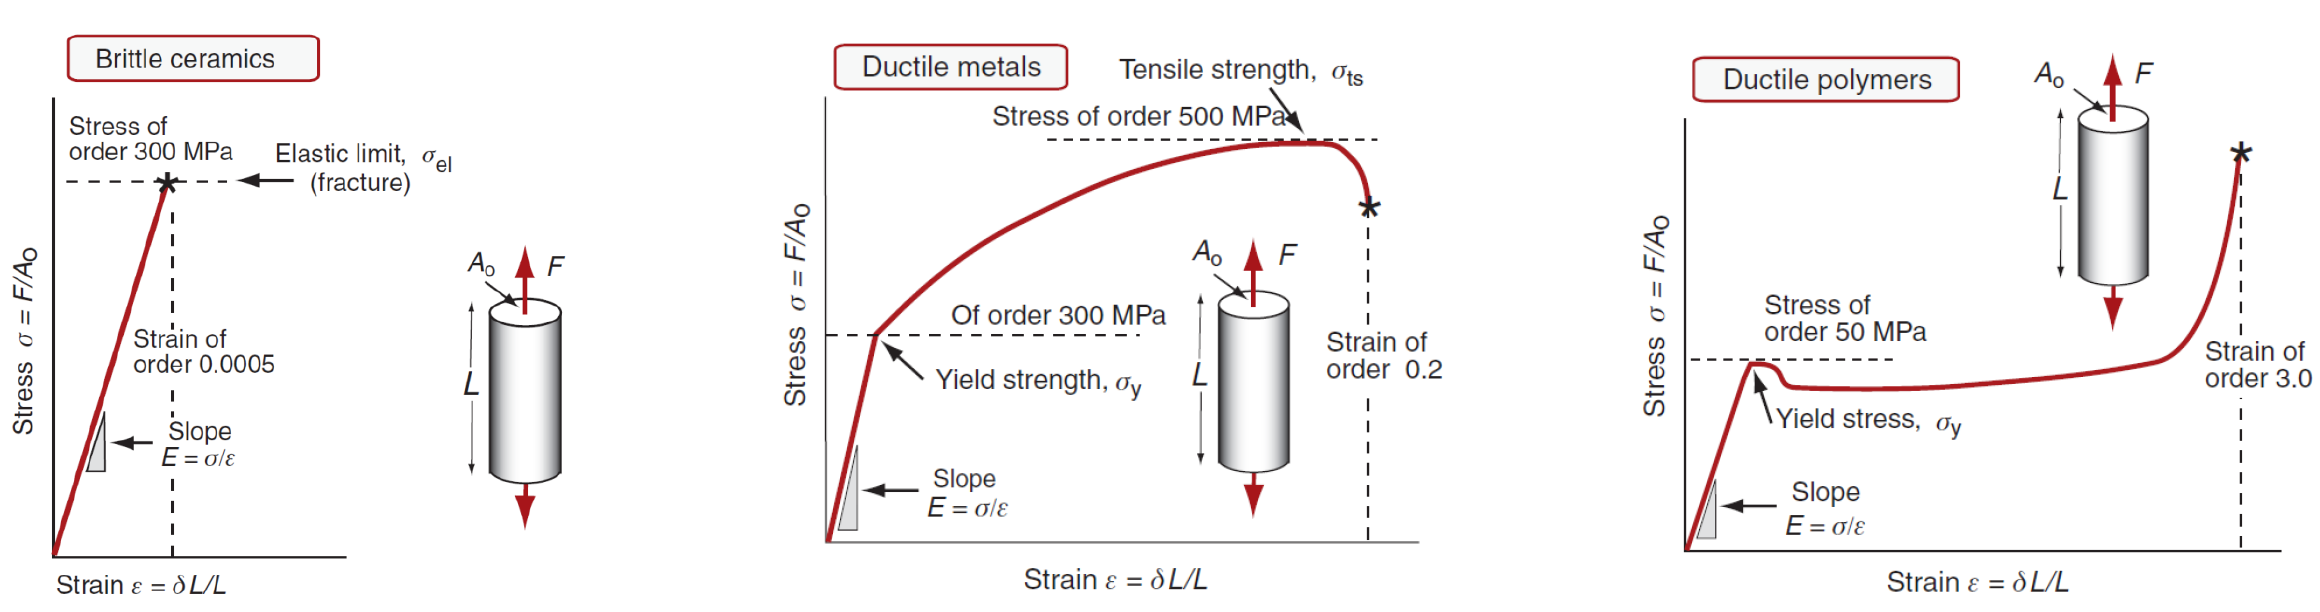 Brittle ceramics
Stress of
order 300 MPa
Elastic limit, σel
(fracture)
Strain of
order 0.0005
Slope
E = σ/ε
Stress σ = F/Ao
Strain ε = δL/L
Ao
F
L
Ductile metals
Tensile strength, σts
Stress of order 500 MPa
Of order 300 MPa
Yield strength, σy
Strain of
order 0.2
Slope
E = σ/ε
Stress σ = F/Ao
Strain ε = δL/L
Ao
F
L
Ductile polymers
Ao
F
L
Stress of
order 50 MPa
Yield stress, σy
Strain of
order 3.0
Slope
E = σ/ε
Stress σ = F/Ao
Strain ε = δL/L